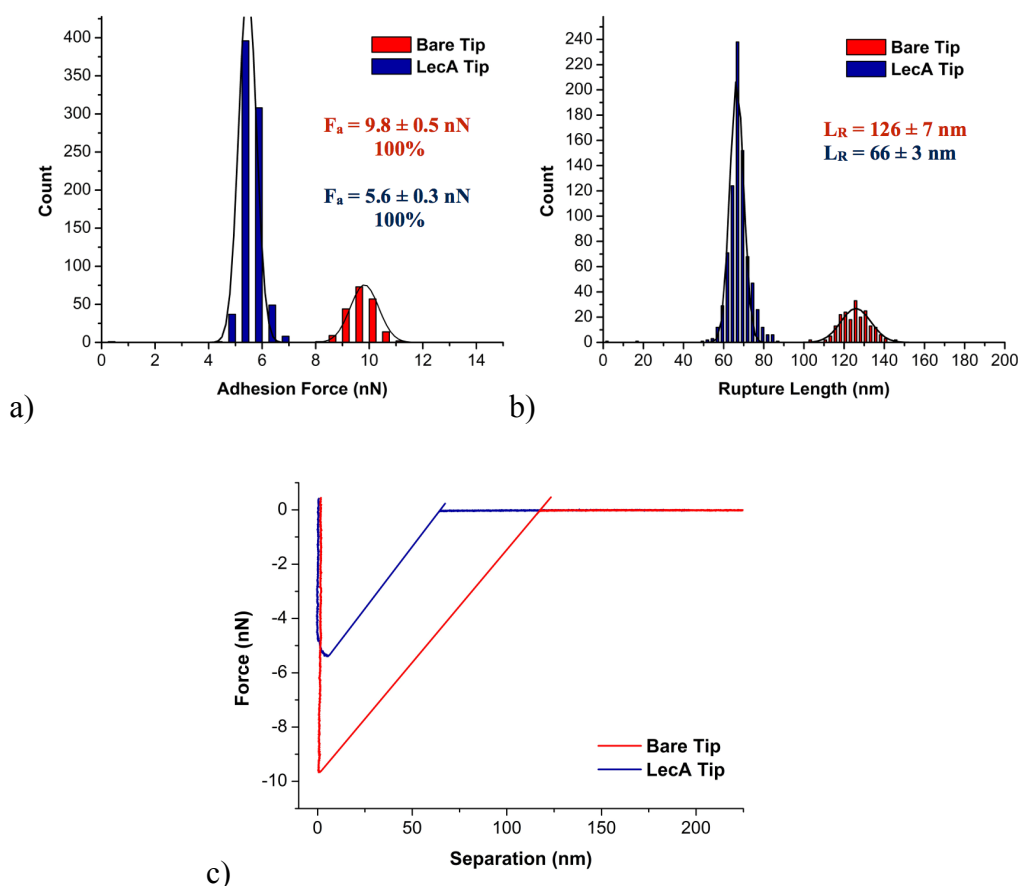 400
350
300
250
200
150
100
50
0
Count
0 2 4 6 8 10 12 14
Adhesion Force (nN)
Bare Tip
LecA Tip
Fₐ = 9.8 ± 0.5 nN
100%
Fₐ = 5.6 ± 0.3 nN
100%
a)
240
220
200
180
160
140
120
100
80
60
40
20
0
Count
0 20 40 60 80 100 120 140 160 180 200
Rupture Length (nm)
Bare Tip
LecA Tip
L_R = 126 ± 7 nm
L_R = 66 ± 3 nm
b)
0
-2
-4
-6
-8
-10
Force (nN)
0 50 100 150 200
Separation (nm)
Bare Tip
LecA Tip
c)